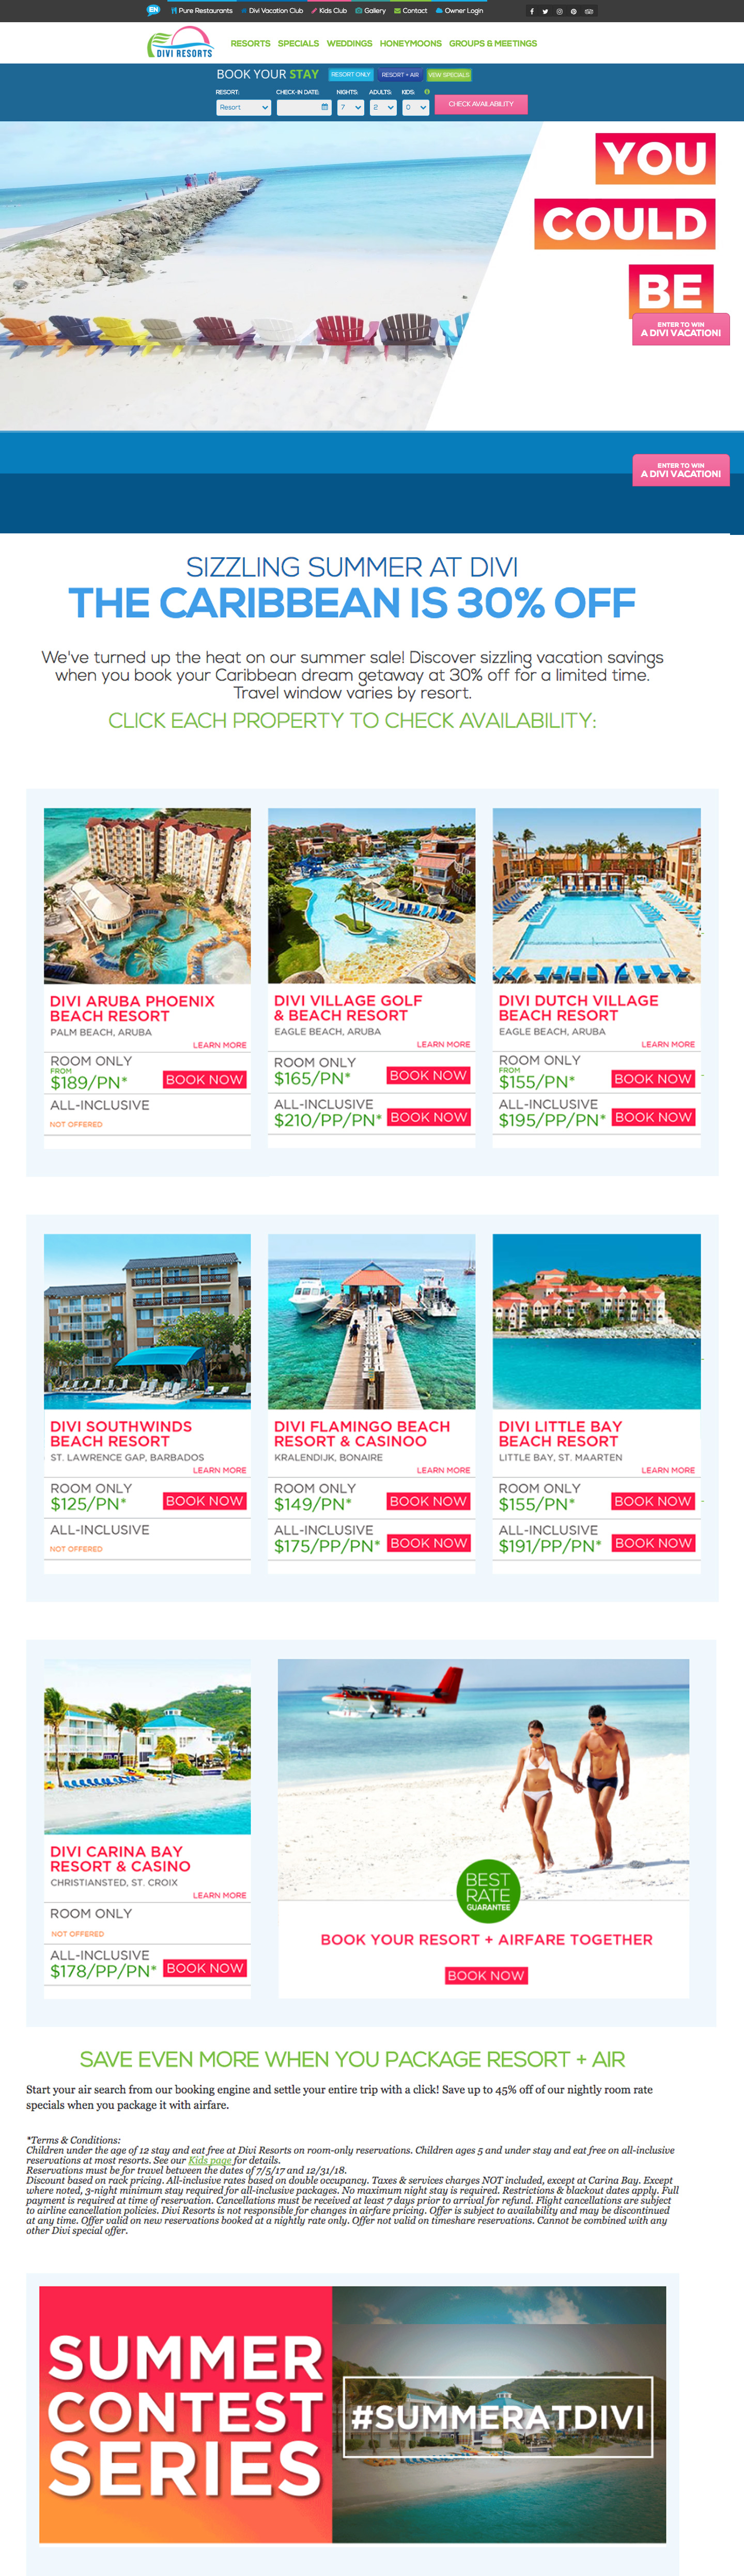 EN Pure Restaurants Divi Vacation Club Kids Club Gallery Contact Owner Login
DIVI RESORTS
RESORTS SPECIALS WEDDINGS HONEYMOONS GROUPS & MEETINGS
BOOK YOUR STAY RESORT ONLY RESORT + AIR VIEW SPECIALS
RESORT: CHECK-IN DATE: NIGHTS: ADULTS: KIDS:
Resort 7 2 0 CHECK AVAILABILITY
YOU
COULD
BE
ENTER TO WIN
A DIVI VACATION!
ENTER TO WIN
A DIVI VACATION!
SIZZLING SUMMER AT DIVI
THE CARIBBEAN IS 30% OFF
We've turned up the heat on our summer sale! Discover sizzling vacation savings
when you book your Caribbean dream getaway at 30% off for a limited time.
Travel window varies by resort.
CLICK EACH PROPERTY TO CHECK AVAILABILITY:
DIVI ARUBA PHOENIX
BEACH RESORT
PALM BEACH, ARUBA
LEARN MORE
ROOM ONLY
FROM
$189/PN* BOOK NOW
ALL-INCLUSIVE
NOT OFFERED
DIVI VILLAGE GOLF
& BEACH RESORT
EAGLE BEACH, ARUBA
LEARN MORE
ROOM ONLY
$165/PN* BOOK NOW
ALL-INCLUSIVE
$210/PP/PN* BOOK NOW
DIVI DUTCH VILLAGE
BEACH RESORT
EAGLE BEACH, ARUBA
LEARN MORE
ROOM ONLY
FROM
$155/PN* BOOK NOW
ALL-INCLUSIVE
$195/PP/PN* BOOK NOW
DIVI SOUTHWINDS
BEACH RESORT
ST. LAWRENCE GAP, BARBADOS
LEARN MORE
ROOM ONLY
$125/PN* BOOK NOW
ALL-INCLUSIVE
NOT OFFERED
DIVI FLAMINGO BEACH
RESORT & CASINOO
KRALENDIJK, BONAIRE
LEARN MORE
ROOM ONLY
$149/PN* BOOK NOW
ALL-INCLUSIVE
$175/PP/PN* BOOK NOW
DIVI LITTLE BAY
BEACH RESORT
LITTLE BAY, ST. MAARTEN
LEARN MORE
ROOM ONLY
$155/PN* BOOK NOW
ALL-INCLUSIVE
$191/PP/PN* BOOK NOW
DIVI CARINA BAY
RESORT & CASINO
CHRISTIANSTED, ST. CROIX
LEARN MORE
ROOM ONLY
NOT OFFERED
ALL-INCLUSIVE
$178/PP/PN* BOOK NOW
BEST
RATE
GUARANTEE
BOOK YOUR RESORT + AIRFARE TOGETHER
BOOK NOW
SAVE EVEN MORE WHEN YOU PACKAGE RESORT + AIR
Start your air search from our booking engine and settle your entire trip with a click! Save up to 45% off of our nightly room rate
specials when you package it with airfare.
*Terms & Conditions:
Children under the age of 12 stay and eat free at Divi Resorts on room-only reservations. Children ages 5 and under stay and eat free on all-inclusive
reservations at most resorts. See our Kids page for details.
Reservations must be for travel between the dates of 7/5/17 and 12/31/18.
Discount based on rack pricing. All-inclusive rates based on double occupancy. Taxes & services charges NOT included, except at Carina Bay. Except
where noted, 3-night minimum stay required for all-inclusive packages. No maximum night stay is required. Restrictions & blackout dates apply. Full
payment is required at time of reservation. Cancellations must be received at least 7 days prior to arrival for refund. Flight cancellations are subject
to airline cancellation policies. Divi Resorts is not responsible for changes in airfare pricing. Offer is subject to availability and may be discontinued
at any time. Offer valid on new reservations booked at a nightly rate only. Offer not valid on timeshare reservations. Cannot be combined with any
other Divi special offer.
SUMMER
CONTEST
SERIES
#SUMMERATDIVI